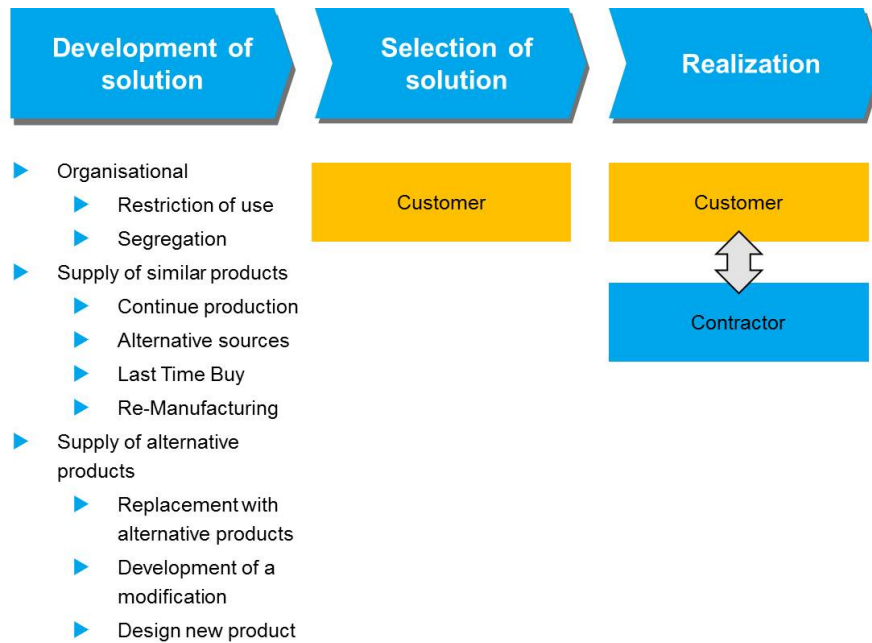 Development of
solution
Selection of
solution
Realization
Organisational
Restriction of use
Segregation
Supply of similar products
Continue production
Alternative sources
Last Time Buy
Re-Manufacturing
Supply of alternative
products
Replacement with
alternative products
Development of a
modification
Design new product
Customer
Customer
Contractor